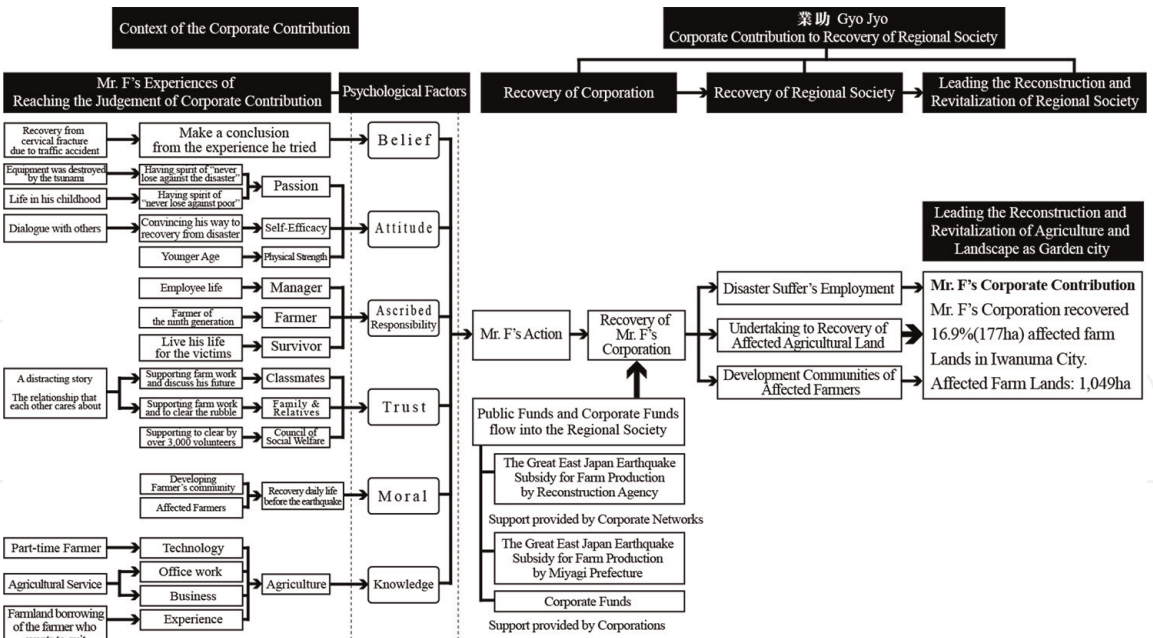 Context of the Corporate Contribution
業助 Gyo Jyo
Corporate Contribution to Recovery of Regional Society
Mr. F's Experiences of
Reaching the Judgement of Corporate Contribution
Psychological Factors
Recovery of Corporation
Recovery of Regional Society
Leading the Reconstruction and
Revitalization of Regional Society
Recovery from
cervical fracture
due to traffic accident
Make a conclusion
from the experience he tried
Belief
Equipment was destroyed
by the tsunami
Having spirit of "never
lose against the disaster"
Life in his childhood
Having spirit of
"never lose against poor"
Passion
Dialogue with others
Convincing his way to
recovery from disaster
Self-Efficacy
Attitude
Younger Age
Physical Strength
Employee life
Manager
Farmer of
the ninth generation
Farmer
Ascribed
Responsibility
Live his life
for the victims
Survivor
A distracting story
The relationship that
each other cares about
Supporting farm work
and discuss his future
Classmates
Supporting farm work
and to clear the rubble
Family &
Relatives
Trust
Supporting to clear by
over 3,000 volunteers
Council of
Social Welfare
Developing
Farmer's community
Affected Farmers
Recovery daily life
before the earthquake
Moral
Part-time Farmer
Technology
Agricultural Service
Office work
Business
Agriculture
Knowledge
Farmland borrowing
of the farmer who
Experience
Mr. F's Action
Recovery of
Mr. F's
Corporation
Public Funds and Corporate Funds
flow into the Regional Society
The Great East Japan Earthquake
Subsidy for Farm Production
by Reconstruction Agency
Support provided by Corporate Networks
The Great East Japan Earthquake
Subsidy for Farm Production
by Miyagi Prefecture
Corporate Funds
Support provided by Corporations
Disaster Suffer's Employment
Undertaking to Recovery of
Affected Agricultural Land
Development Communities of
Affected Farmers
Leading the Reconstruction and
Revitalization of Agriculture and
Landscape as Garden city
Mr. F's Corporate Contribution
Mr. F's Corporation recovered
16.9%(177ha) affected farm
Lands in Iwanuma City.
Affected Farm Lands: 1,049ha